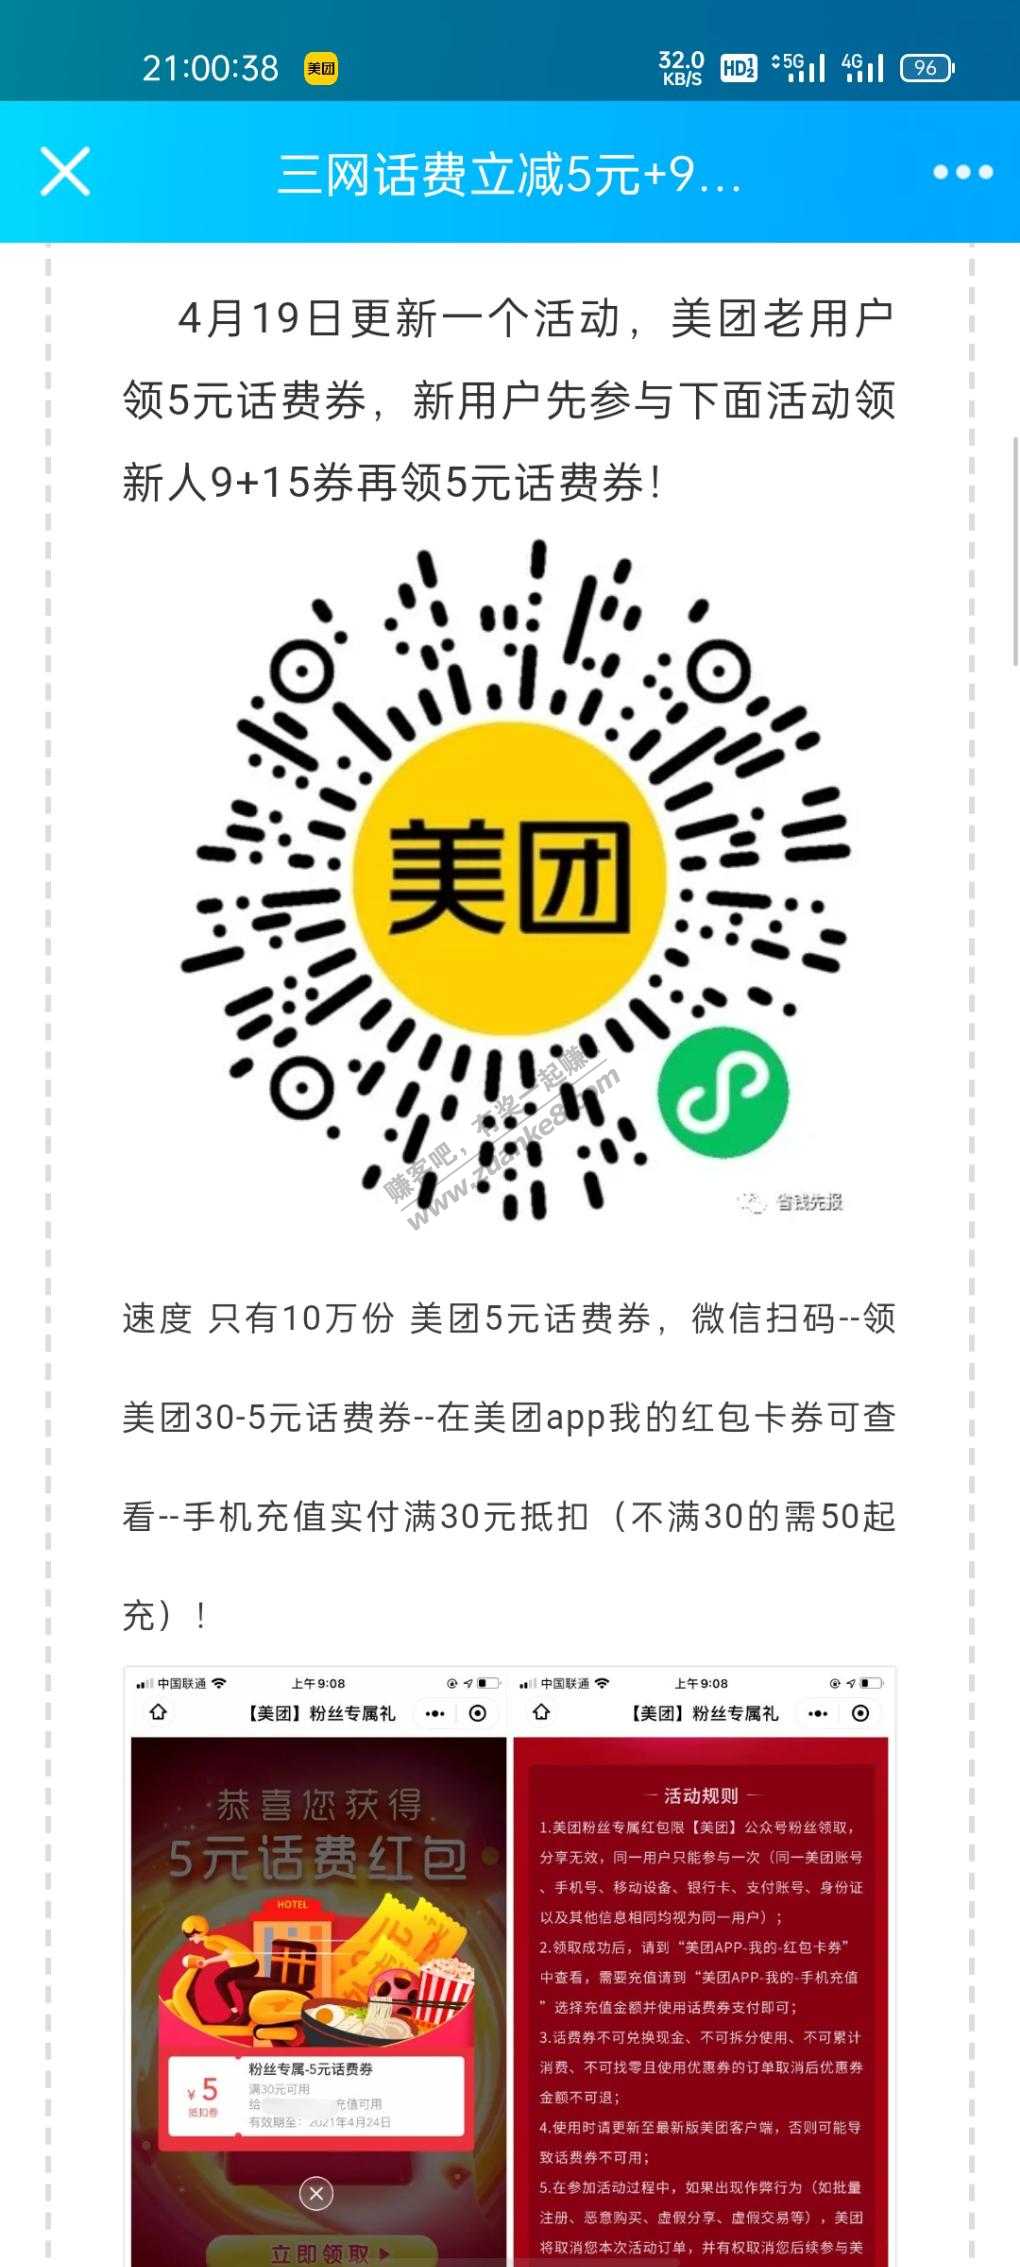 21:00:38 美团 32.0 KB/S HD 5G 4G 96
三网话费立减5元+9...
4月19日更新一个活动，美团老用户
领5元话费券，新用户先参与下面活动领
新人9+15券再领5元话费券！
美团
赚客吧，有奖一起赚！
www.zuanke8.com
省钱先报
速度 只有10万份 美团5元话费券，微信扫码--领
美团30-5元话费券--在美团app我的红包卡券可查
看--手机充值实付满30元抵扣（不满30的需50起
充）！
中国联通 上午9:08
【美团】粉丝专属礼
恭喜您获得
5元话费红包
HOTEL
粉丝专属-5元话费券
¥5
抵扣券
满30元可用
给 充值可用
有效期至：2021年4月24日
立即领取
中国联通 上午9:08
【美团】粉丝专属礼
活动规则
1.美团粉丝专属红包限【美团】公众号粉丝领取，
分享无效，同一用户只能参与一次（同一美团账号
、手机号、移动设备、银行卡、支付账号、身份证
以及其他信息相同均视为同一用户）；
2.领取成功后，请到“美团APP-我的-红包卡券”
中查看，需要充值请到“美团APP-我的-手机充值
”选择充值金额并使用话费券支付即可；
3.话费券不可兑换现金、不可拆分使用、不可累计
消费、不可找零且使用优惠券的订单取消后优惠券
金额不可退；
4.使用时请更新至最新版美团客户端，否则可能导
致话费券不可用；
5.在参加活动过程中，如果出现作弊行为（如批量
注册、恶意购买、虚假分享、虚假交易等），美团
将取消您本次活动订单，并有权取消您后续参与美